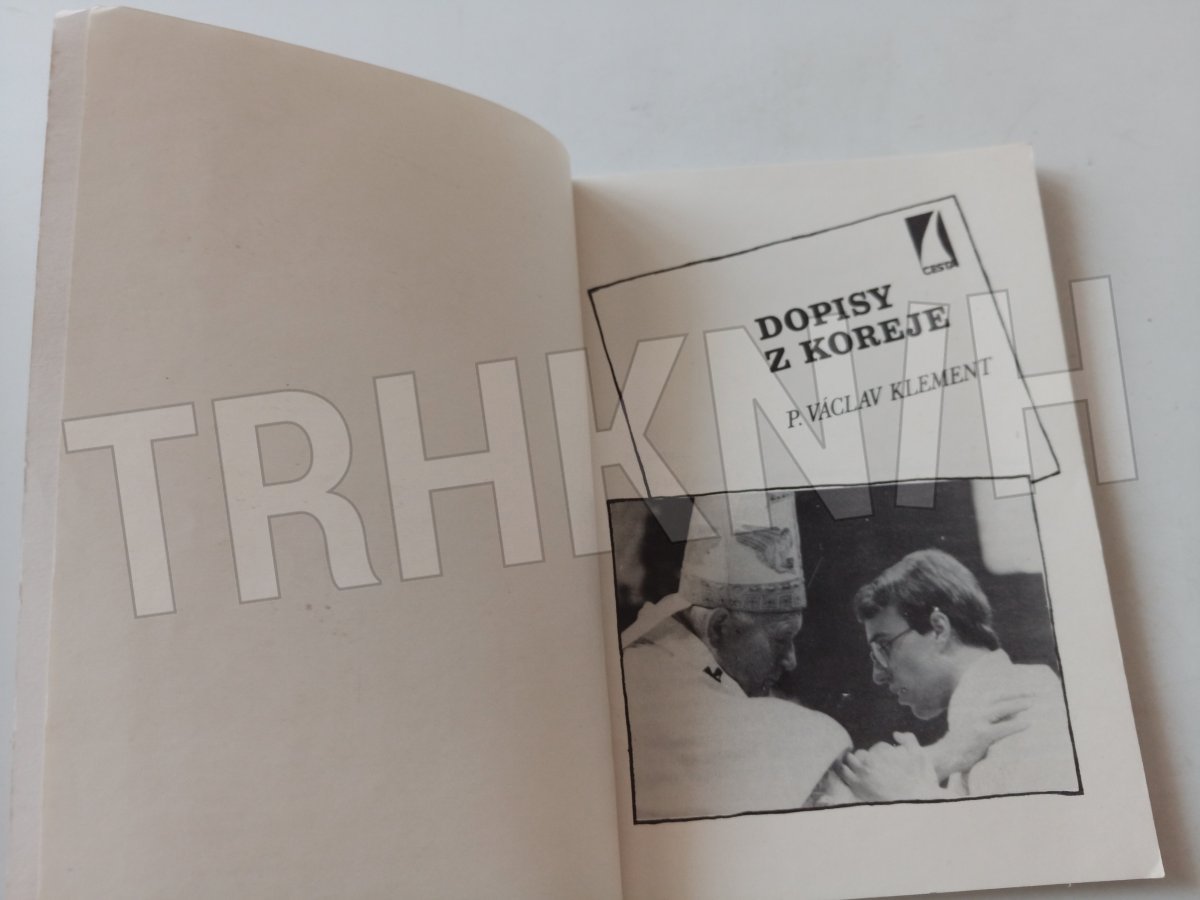 CESTA
DOPISY
Z KOREJE
P. VÁCLAV KLEMENT
TRHKNIH